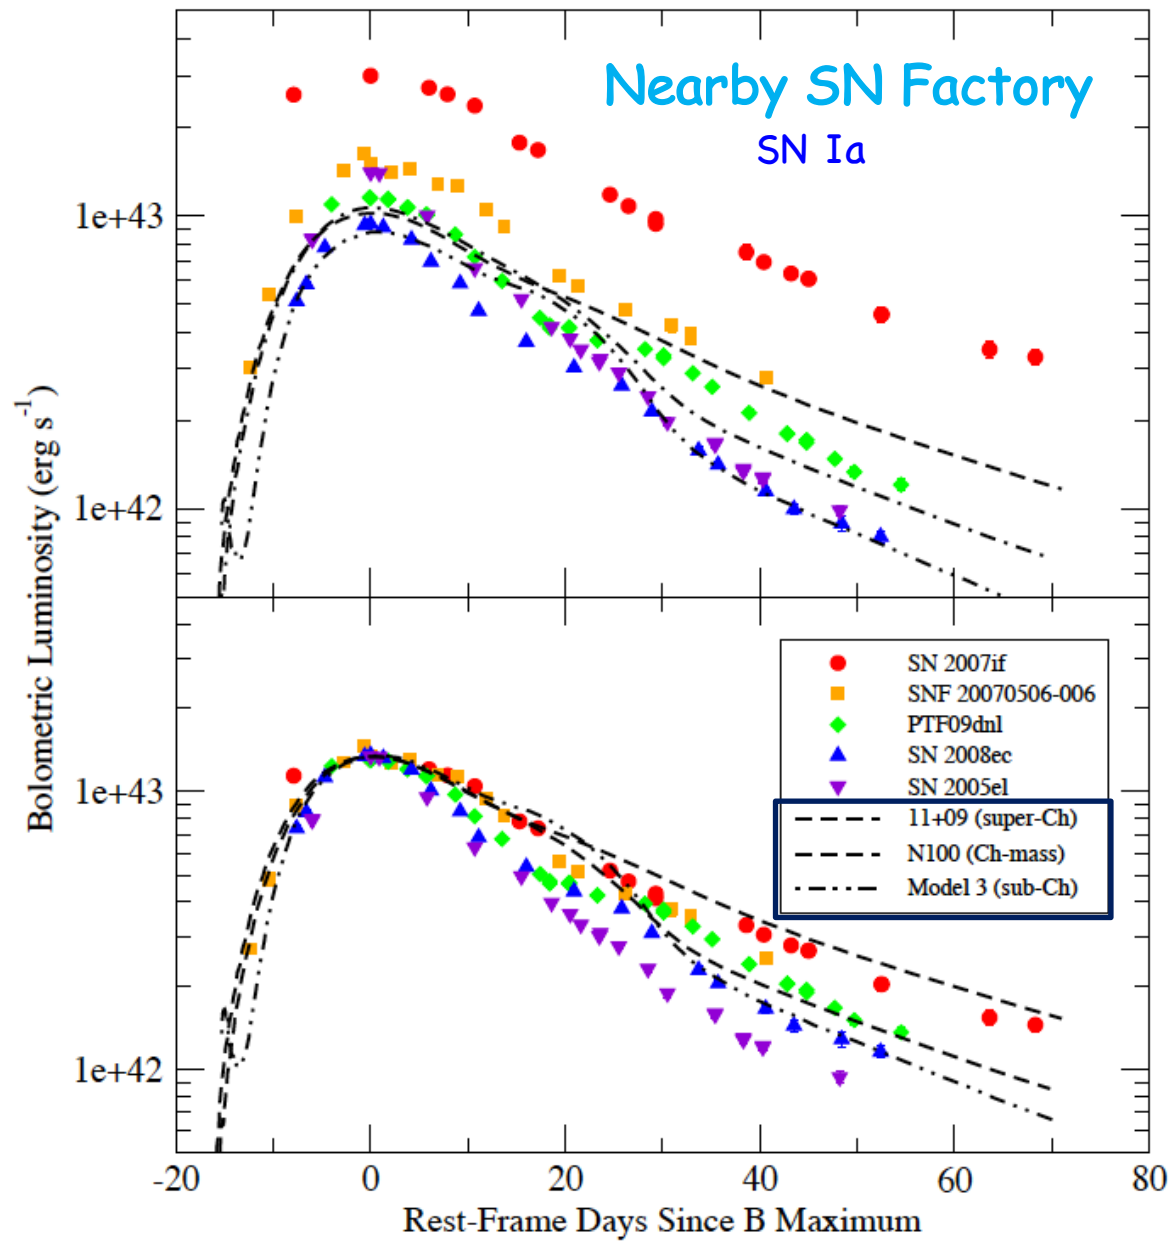 Nearby SN Factory
SN Ia
1e+43
1e+42
Bolometric Luminosity (erg s⁻¹)
SN 2007if
SNF 20070506-006
PTF09dnl
SN 2008ec
SN 2005el
11+09 (super-Ch)
N100 (Ch-mass)
Model 3 (sub-Ch)
1e+43
1e+42
-20 0 20 40 60 80
Rest-Frame Days Since B Maximum